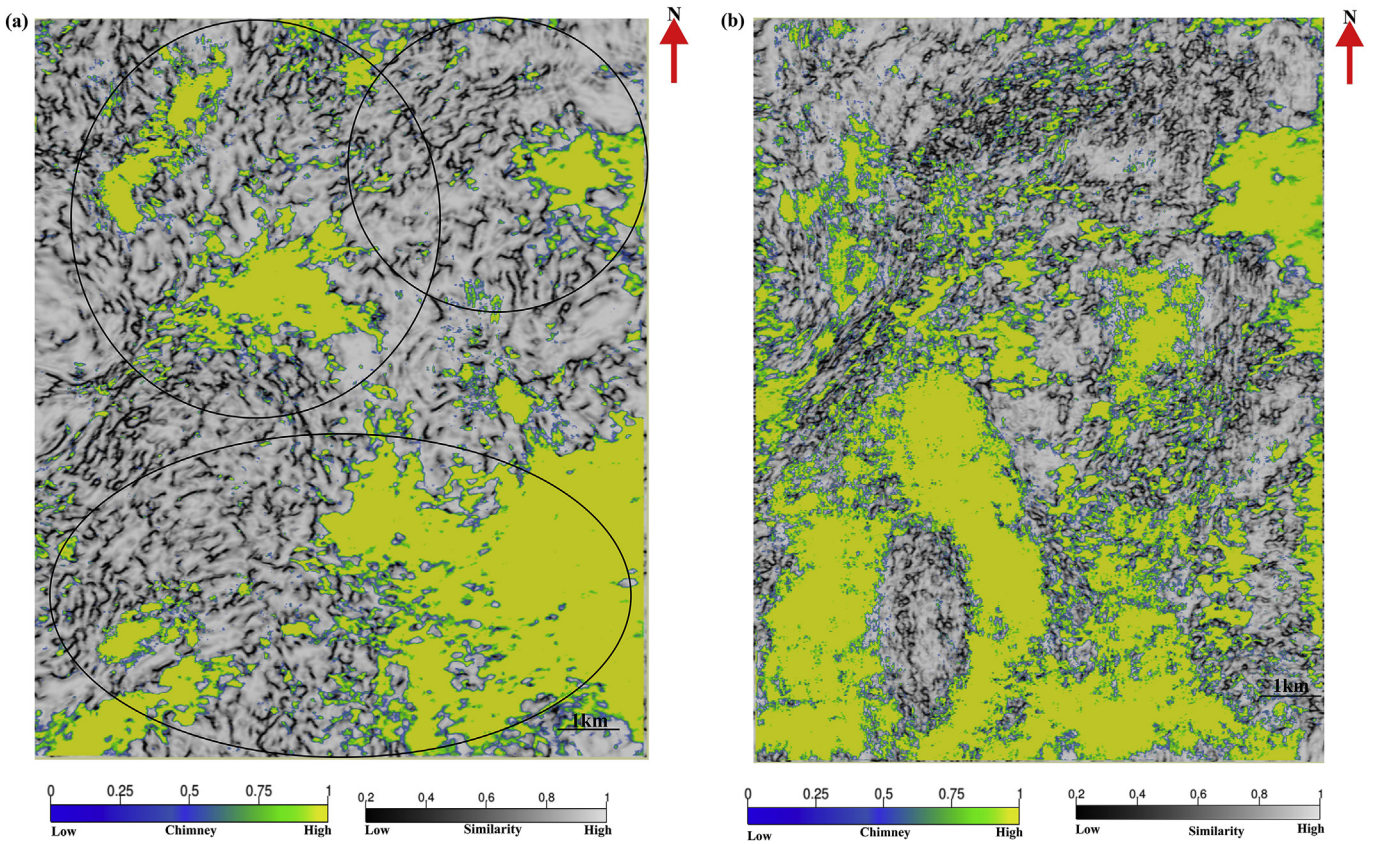 (a)
N
(b)
N
1km
1km
0 0.25 0,5 0.75 1
Low Chimney High
0,2 0,4 0,6 0,8 1
Low Similarity High
0 0.25 0.5 0.75 1
Low Chimney High
0,2 0,4 0,6 0,8 1
Low Similarity High